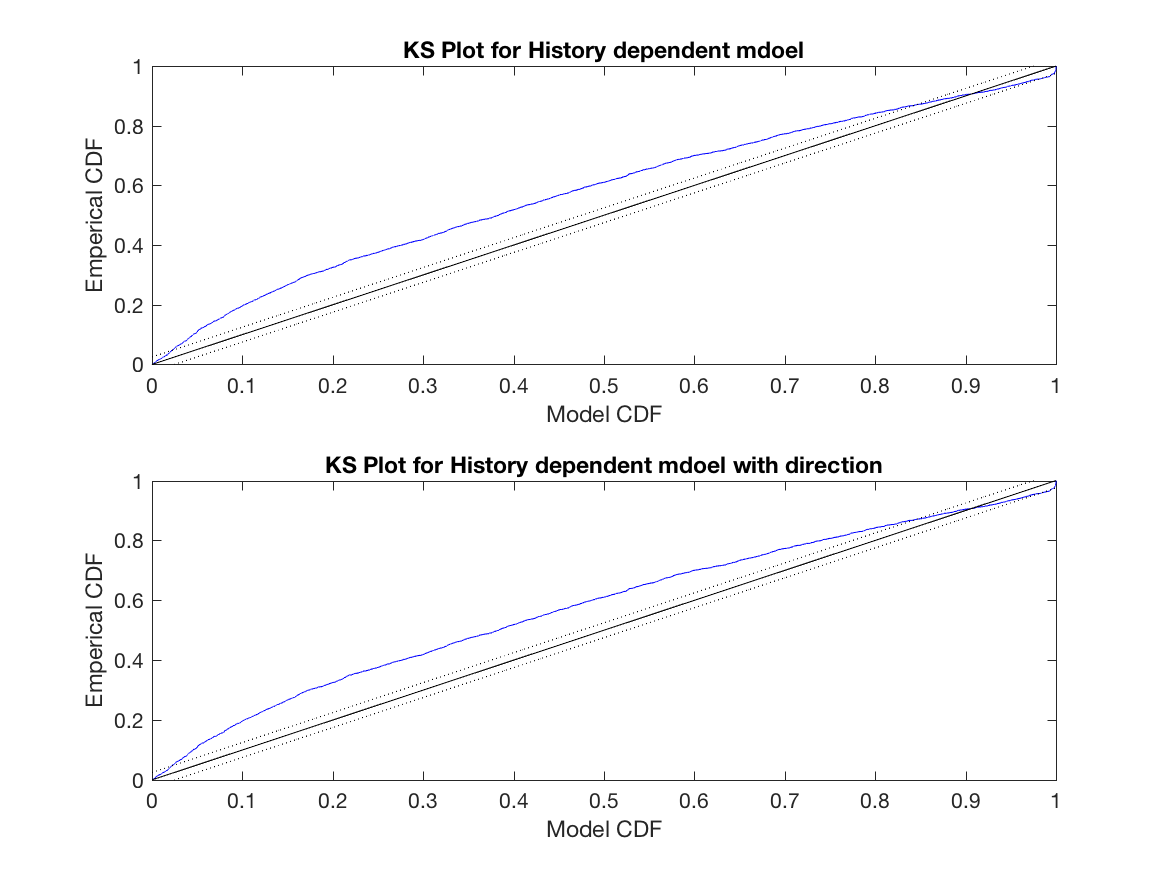 KS Plot for History dependent mdoel
1
0.8
0.6
0.4
0.2
0
Emperical CDF
0 0.1 0.2 0.3 0.4 0.5 0.6 0.7 0.8 0.9 1
Model CDF
KS Plot for History dependent mdoel with direction
1
0.8
0.6
0.4
0.2
0
Emperical CDF
0 0.1 0.2 0.3 0.4 0.5 0.6 0.7 0.8 0.9 1
Model CDF